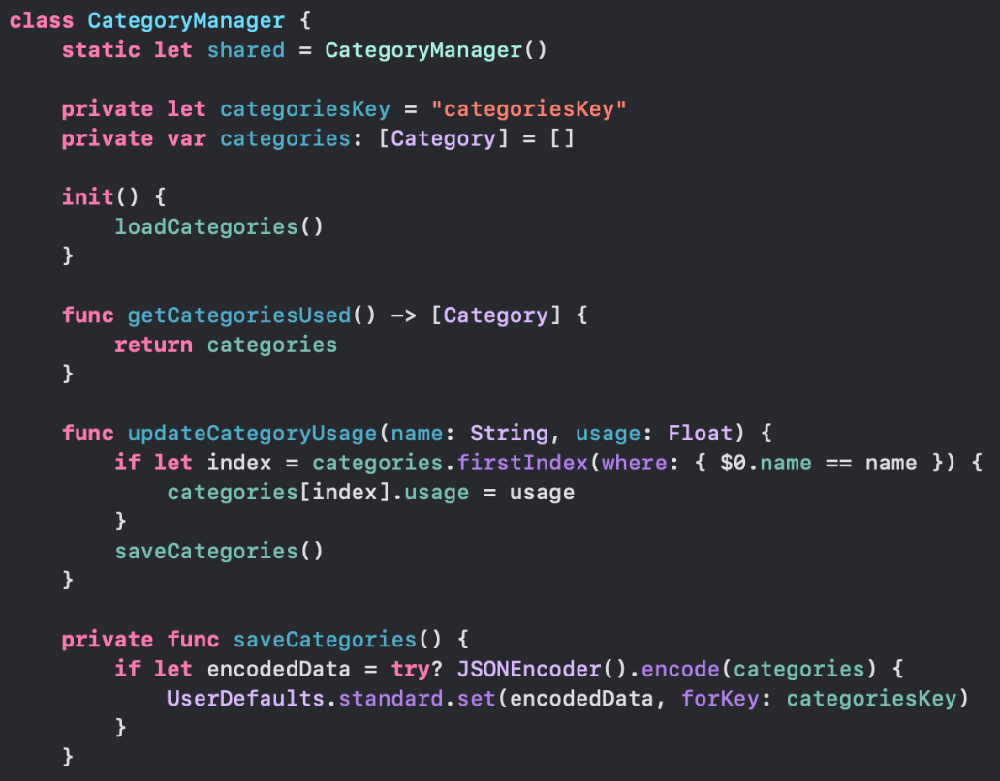 class CategoryManager {
    static let shared = CategoryManager()

    private let categoriesKey = "categoriesKey"
    private var categories: [Category] = []

    init() {
        loadCategories()
    }

    func getCategoriesUsed() -> [Category] {
        return categories
    }

    func updateCategoryUsage(name: String, usage: Float) {
        if let index = categories.firstIndex(where: { $0.name == name }) {
            categories[index].usage = usage
        }
        saveCategories()
    }

    private func saveCategories() {
        if let encodedData = try? JSONEncoder().encode(categories) {
            UserDefaults.standard.set(encodedData, forKey: categoriesKey)
        }
    }